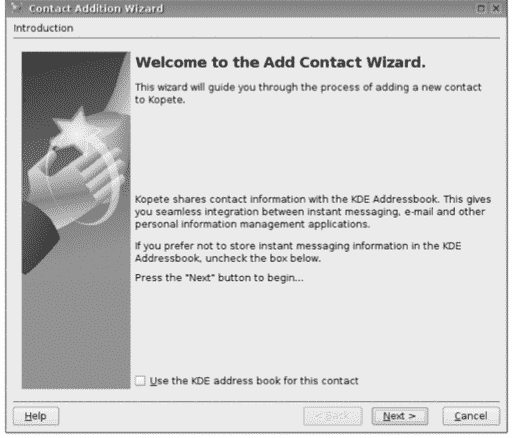 Contact Addition Wizard
Introduction
Welcome to the Add Contact Wizard.
This wizard will guide you through the process of adding a new contact
to Kopete.
Kopete shares contact information with the KDE Addressbook. This gives
you seamless integration between instant messaging, e-mail and other
personal information management applications.
If you prefer not to store instant messaging information in the KDE
Addressbook, uncheck the box below.
Press the "Next" button to begin...
Use the KDE address book for this contact
Help
< Back
Next >
Cancel